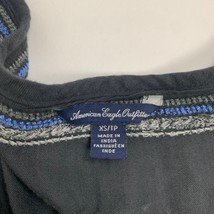 American Eagle Outfitters
XS/TP
MADE IN
INDIA
FABRIQUÉ EN
INDE